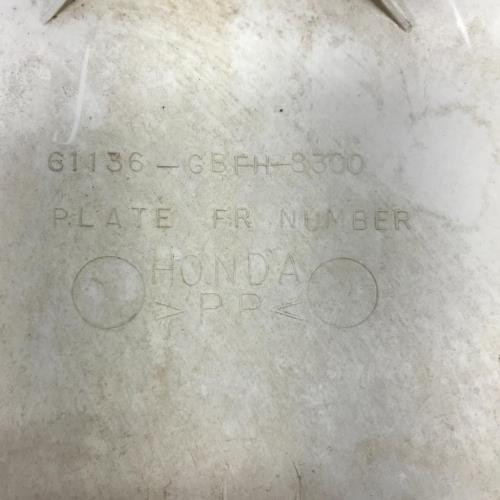 61136-GBFH-8300
PLATE FR NUMBER
HONDA
>PP<